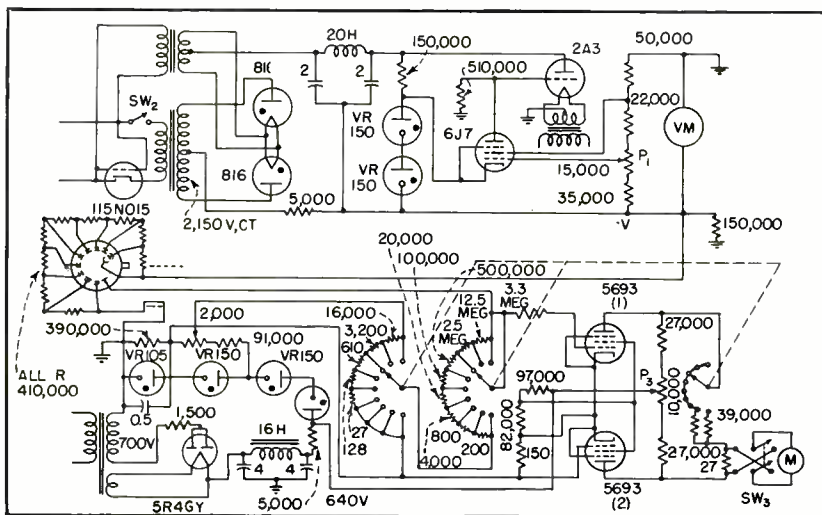 20H
150,000
2A3
50,000
510,000
2
2
SW2
816
VR
150
6J7
22,000
VM
VR
150
15,000
P1
816
5,000
35,000
-V
115NO15
2,150 V,CT
150,000
20,000
100,000
500,000
3.3
MEG
5693
(1)
2,000
16,000
12.5
MEG
390,000
3,200
2.5
MEG
27,000
91,000
610
VR105
VR150
VR150
97,000
P3
10,000
ALL R
410,000
0.5
1,500
16H
82,000
39,000
700V
27
128
800
4,000
200
150
27,000
27
M
4
4
5R4GY
5,000
640V
5693
(2)
SW3